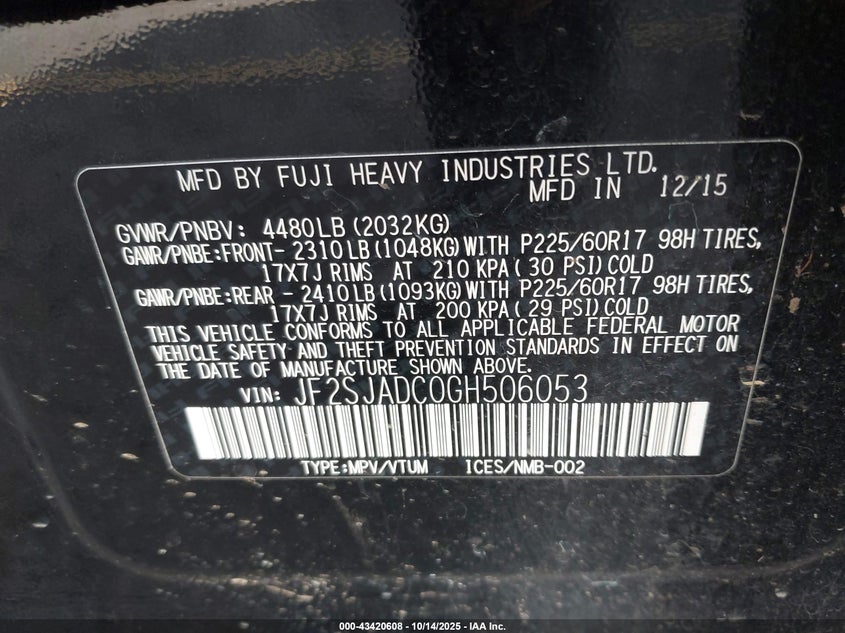 MFD BY FUJI HEAVY INDUSTRIES LTD.
MFD IN 12/15
GVWR/PNBV: 4480LB (2032KG)
GAWR/PNBE:FRONT- 2310LB(1048KG)WITH P225/60R17 98H TIRES,
17X7J RIMS AT 210 KPA( 30 PSI)COLD
GAWR/PNBE:REAR - 2410LB(1093KG)WITH P225/60R17 98H TIRES,
17X7J RIMS AT 200 KPA( 29 PSI)COLD
THIS VEHICLE CONFORMS TO ALL APPLICABLE FEDERAL MOTOR
VEHICLE SAFETY AND THEFT PREVENTION STANDARDS IN EFFECT ON
THE DATE OF MANUFACTURE SHOWN ABOVE.
VIN: JF2SJADC0GH506053
TYPE:MPV/VTUM ICES/NMB-002
000-43420608 - 10/14/2025 - IAA Inc.